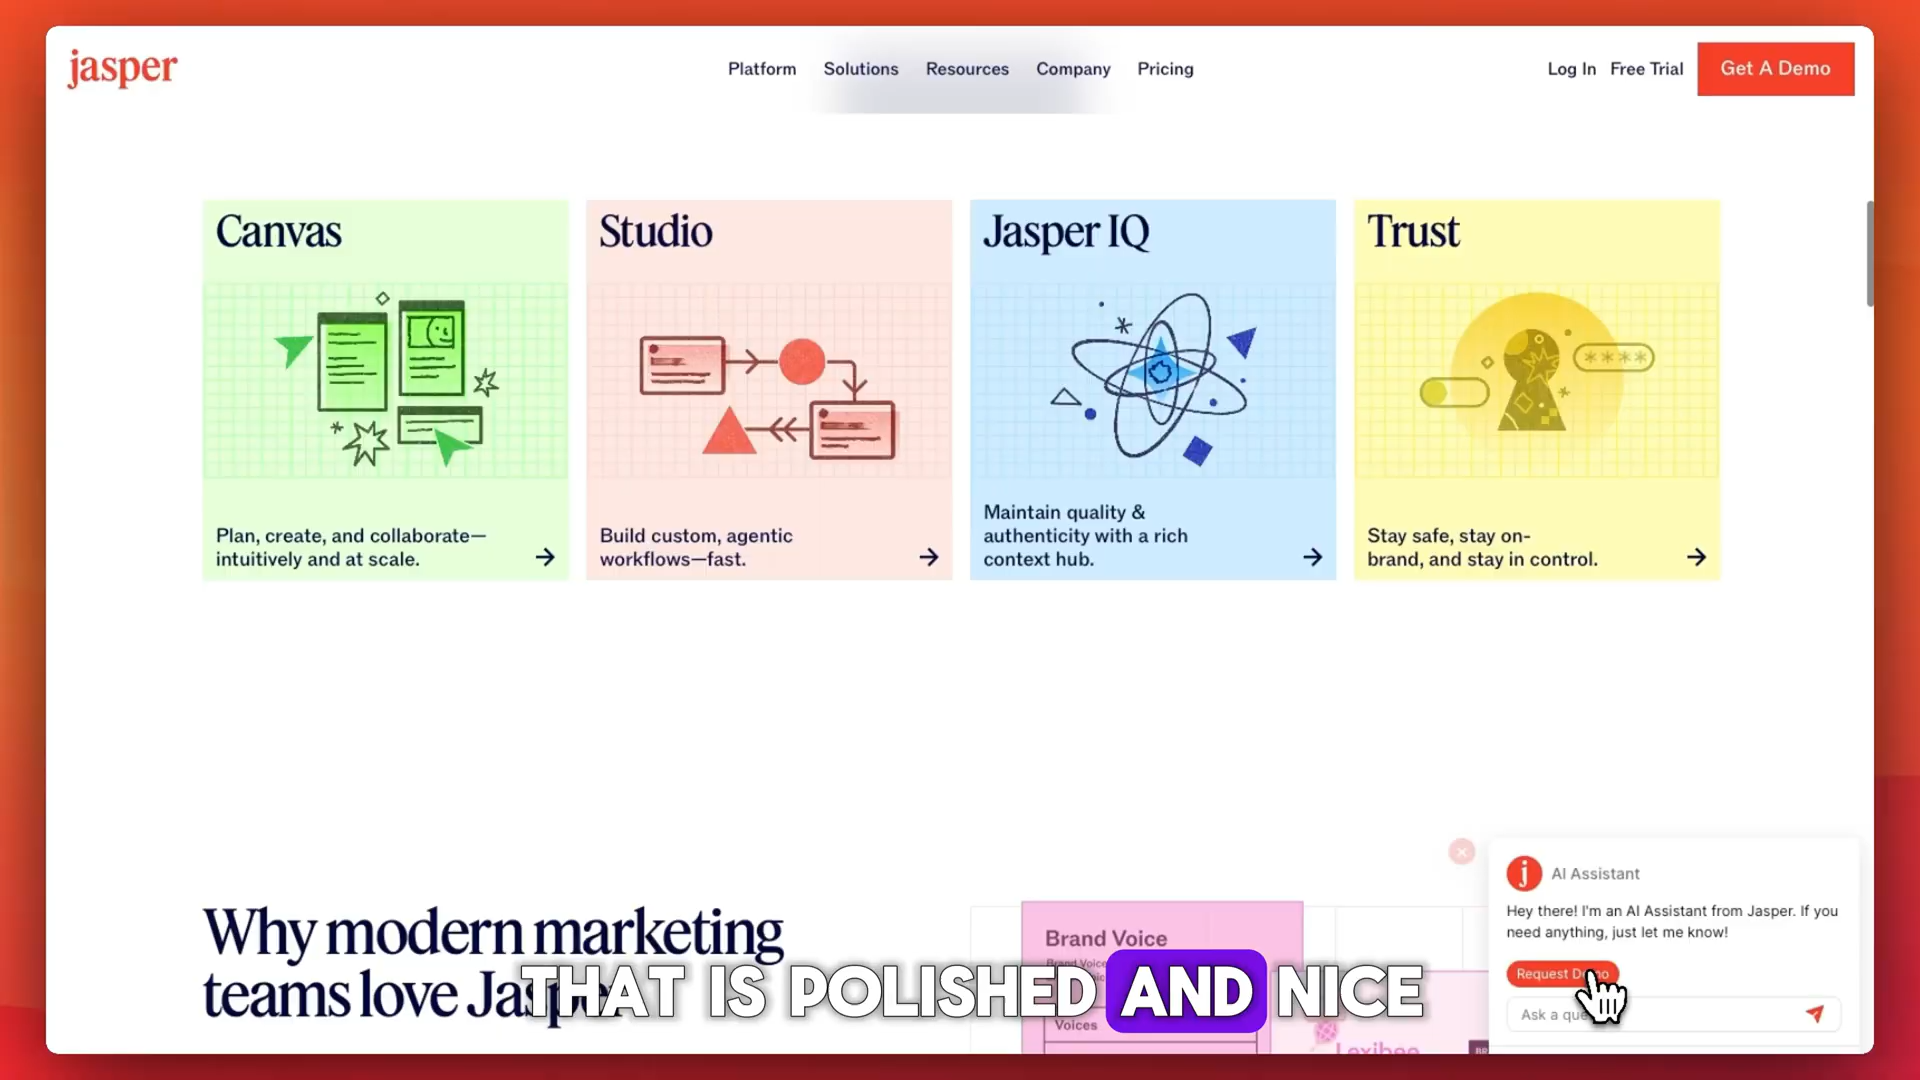 jasper
Platform Solutions Resources Company Pricing
Log In Free Trial Get A Demo
Canvas
Plan, create, and collaborate—
intuitively and at scale.
Studio
Build custom, agentic
workflows—fast.
Jasper IQ
Maintain quality &
authenticity with a rich
context hub.
Trust
****
Stay safe, stay on-
brand, and stay in control.
Why modern marketing
teams love Jasper
Brand Voice
Voices
AI Assistant
Hey there! I'm an AI Assistant from Jasper. If you
need anything, just let me know!
Request Demo
Ask a
THAT IS POLISHED AND NICE